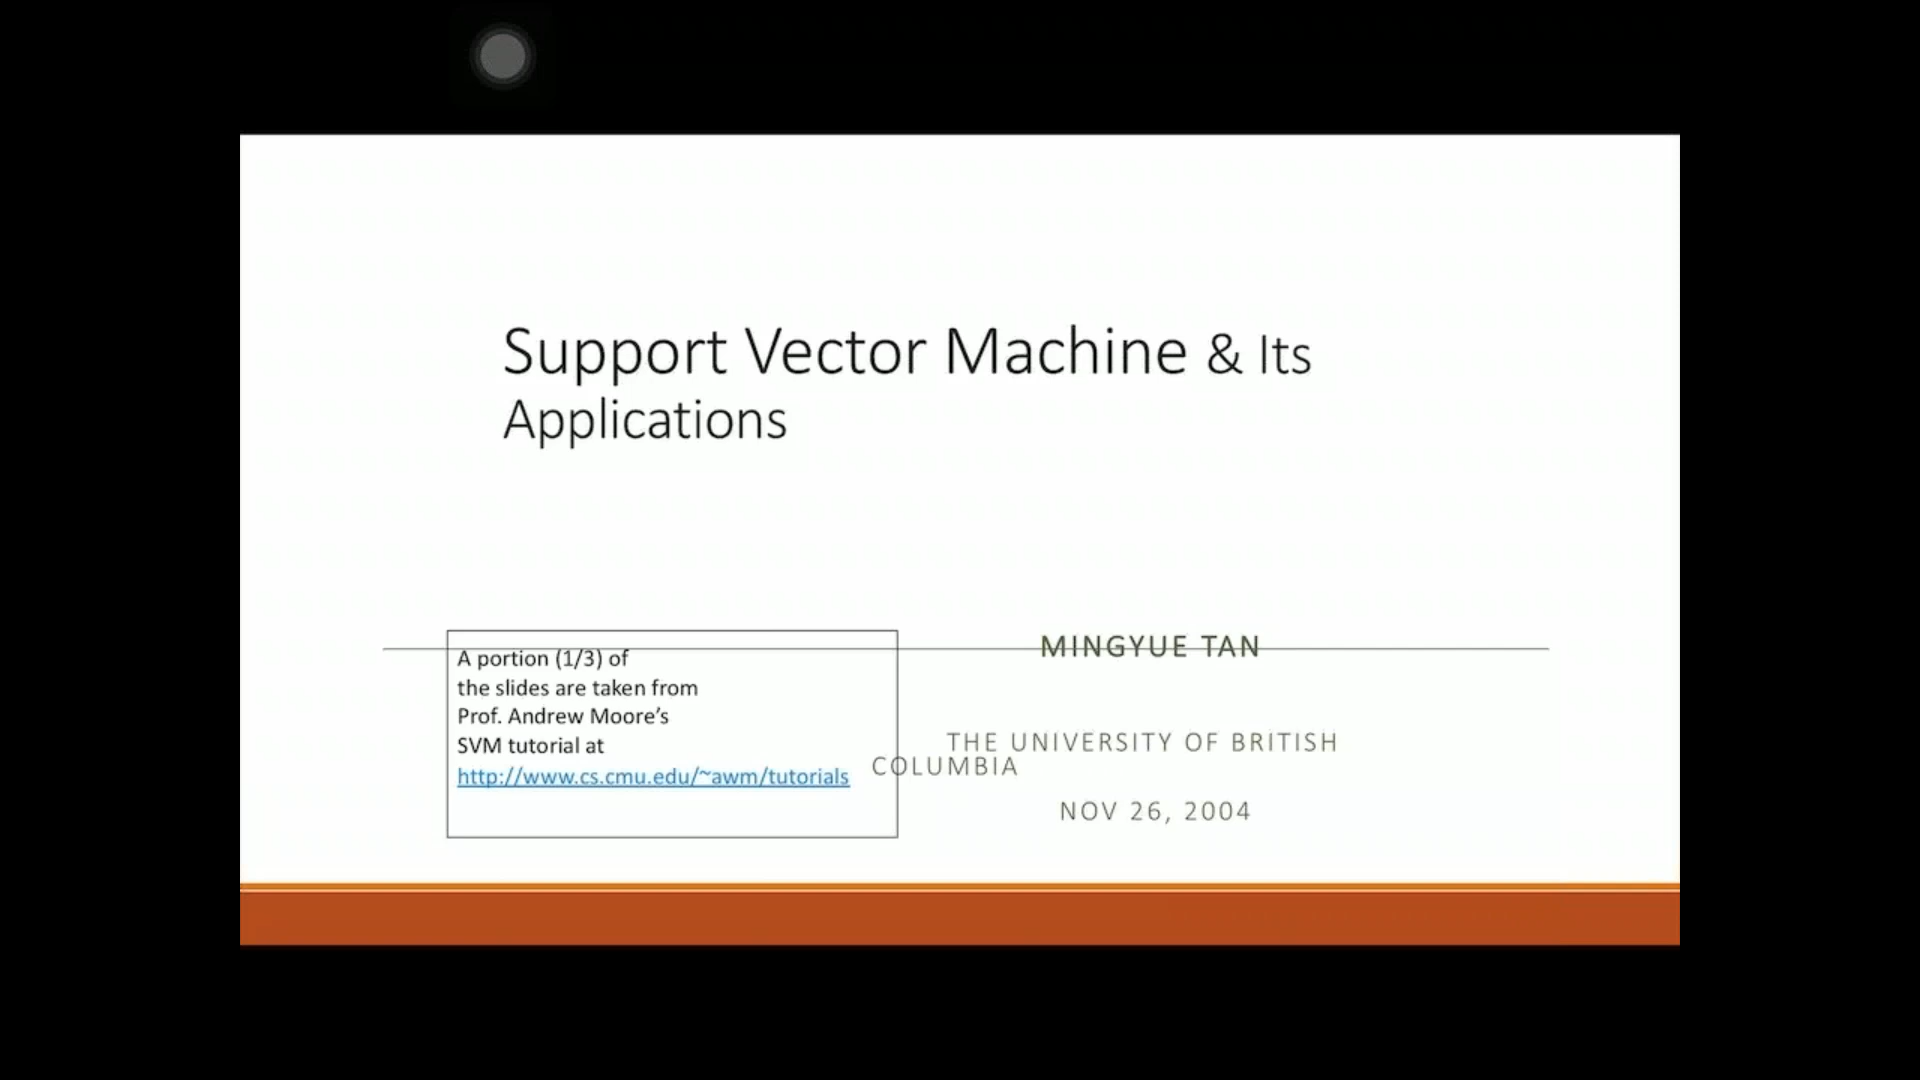 Support Vector Machine & Its
Applications
A portion (1/3) of
the slides are taken from
Prof. Andrew Moore’s
SVM tutorial at
http://www.cs.cmu.edu/~awm/tutorials
MINGYUE TAN
THE UNIVERSITY OF BRITISH
COLUMBIA
NOV 26, 2004